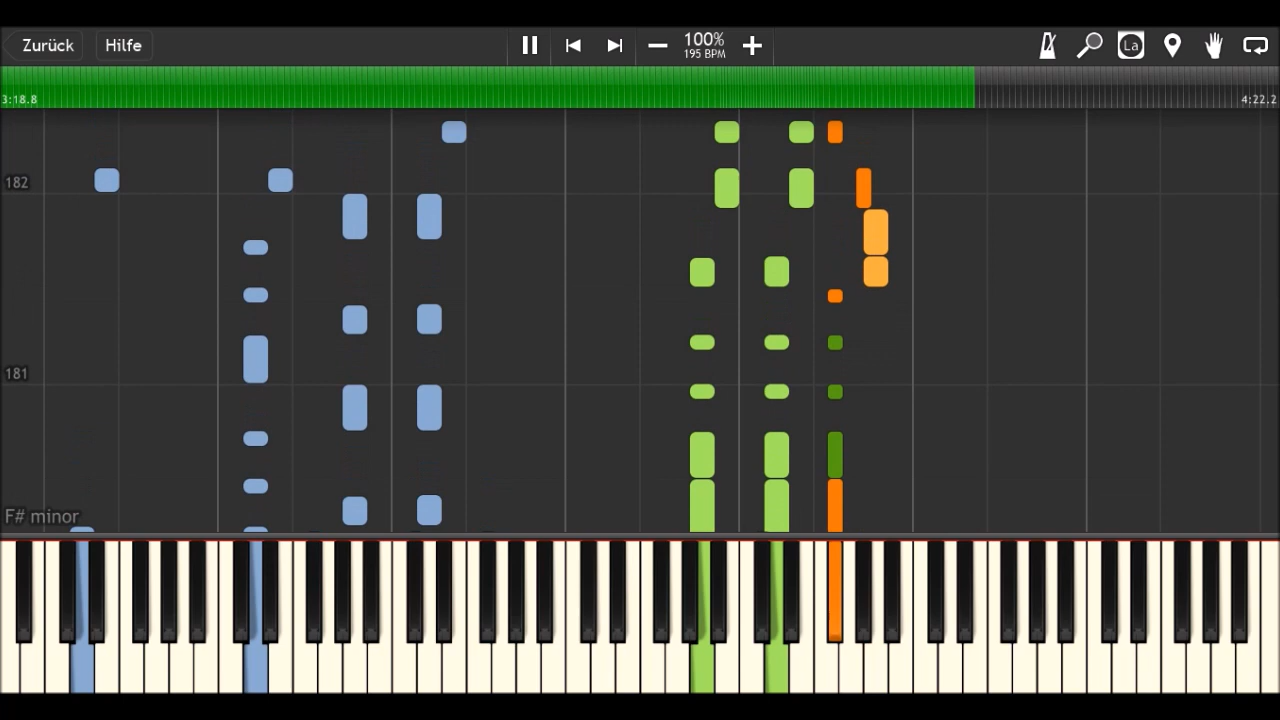 Zurück Hilfe 100% La
195 BPM
3:18.8 4:22.2
182
181
F# minor